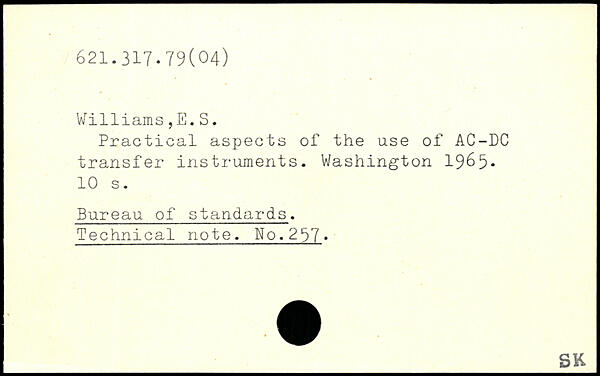 621.317.79(04)
Williams,E.S.
Practical aspects of the use of AC-DC
transfer instruments. Washington 1965.
10 s.
Bureau of standards.
Technical note. No.257.
SK